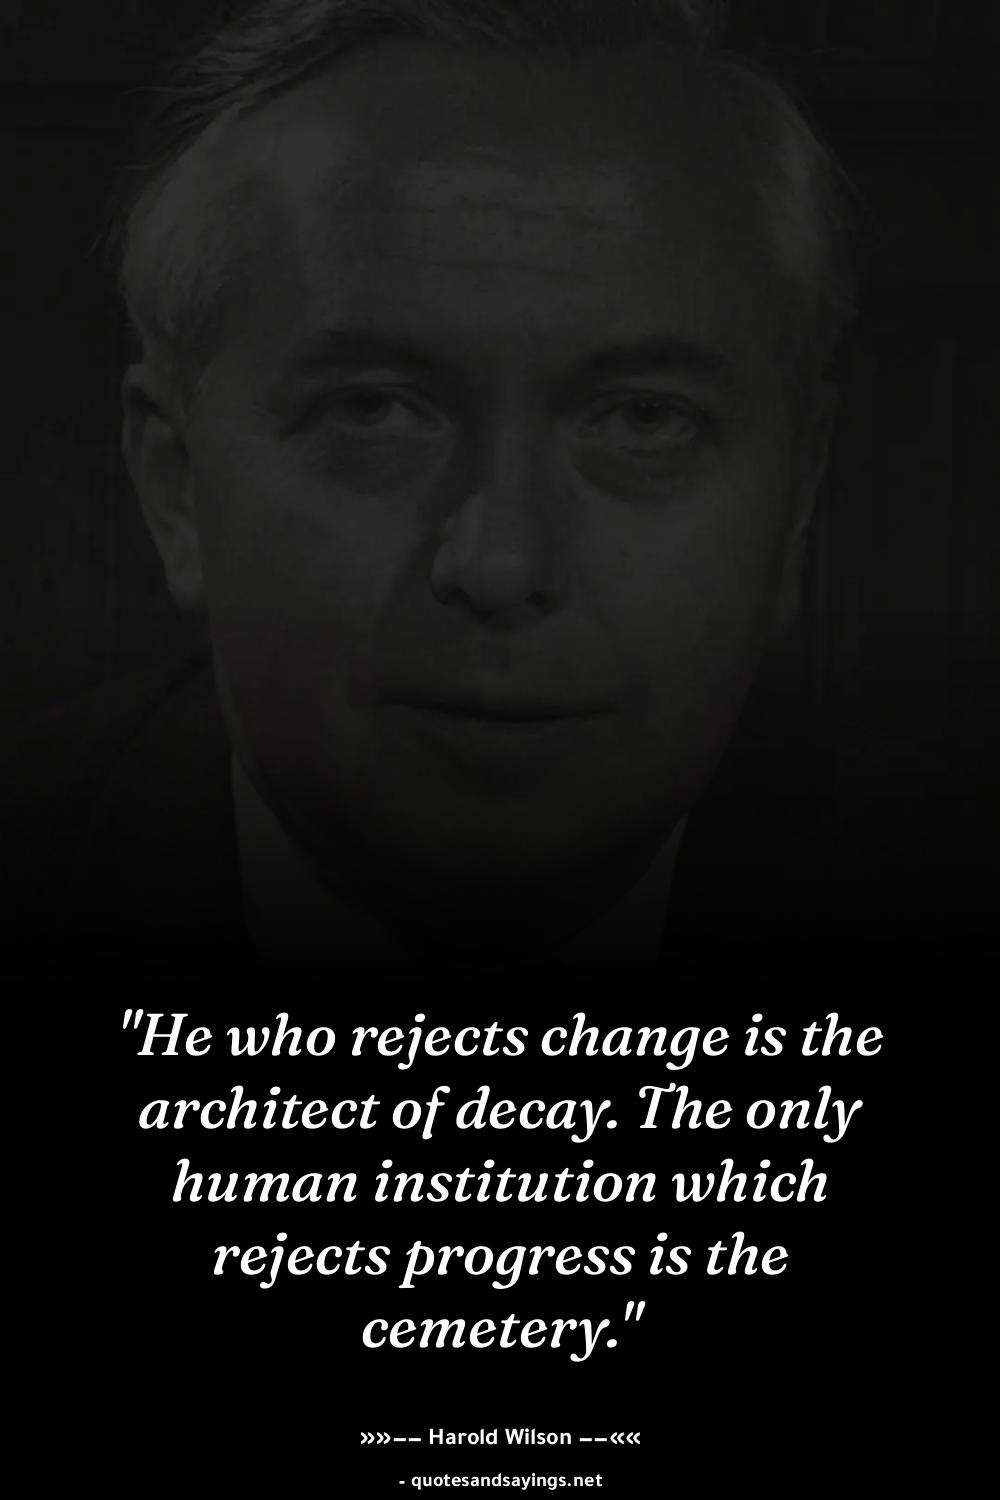 "He who rejects change is the
architect of decay. The only
human institution which
rejects progress is the
cemetery."
»»−− Harold Wilson −−««
- quotesandsayings.net